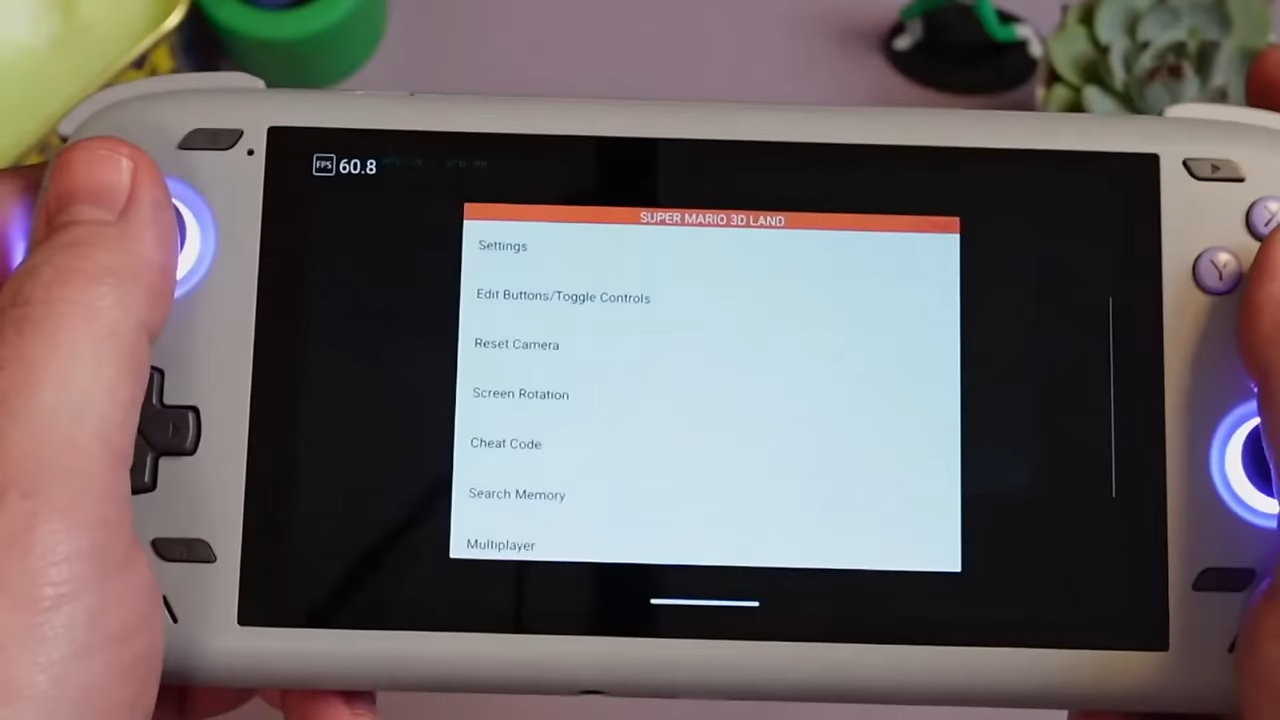 FPS 60.8
SUPER MARIO 3D LAND
Settings
Edit Buttons/Toggle Controls
Reset Camera
Screen Rotation
Cheat Code
Search Memory
Multiplayer
X
Y